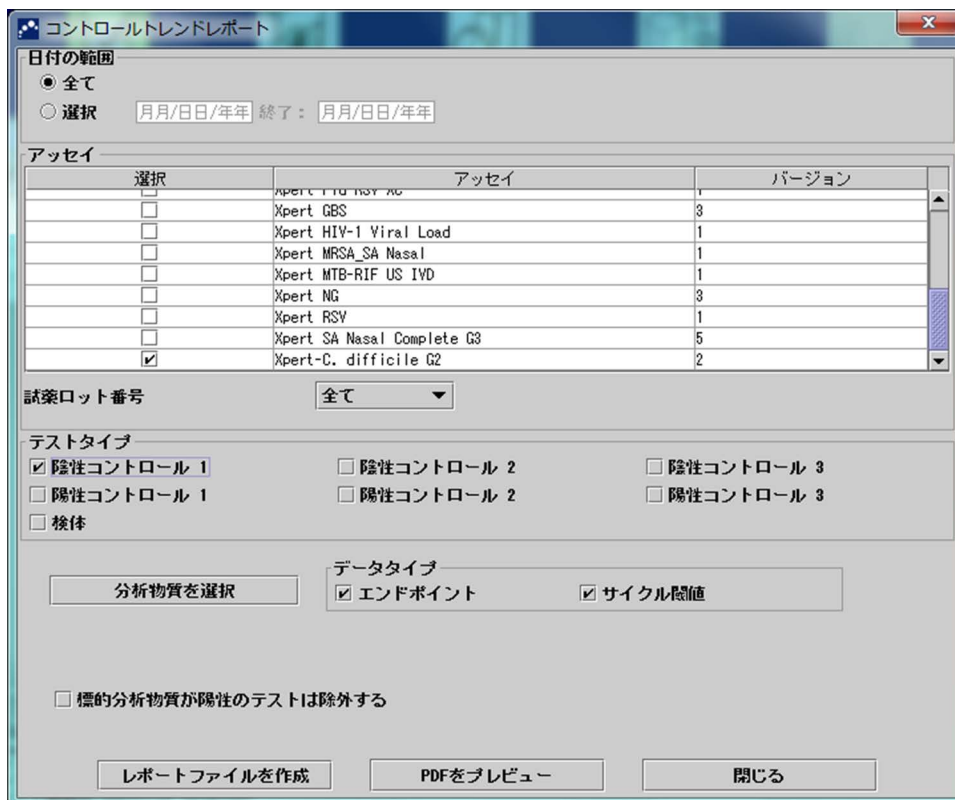 コントロールトレンドレポート
日付の範囲
全て
選択 月月/日日/年年 終了: 月月/日日/年年
アッセイ
選択 アッセイ バージョン
Xpert GBS 3
Xpert HIV-1 Viral Load 1
Xpert MRSA_SA Nasal 1
Xpert MTB-RIF US IVD 1
Xpert NG 3
Xpert RSV 1
Xpert SA Nasal Complete G3 5
Xpert-C. difficile G2 2
試薬ロット番号 全て
テストタイプ
陰性コントロール 1 陰性コントロール 2 陰性コントロール 3
陽性コントロール 1 陽性コントロール 2 陽性コントロール 3
検体
データタイプ
分析物質を選択 エンドポイント サイクル閾値
標的分析物質が陽性のテストは除外する
レポートファイルを作成 PDFをプレビュー 閉じる